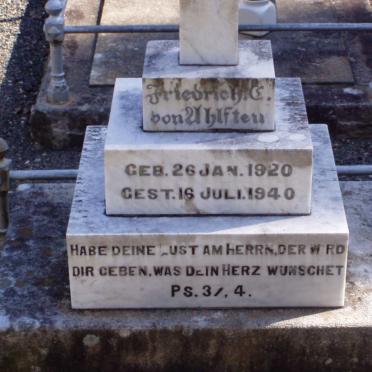 Friedrich C.
von Ahlften
GEB. 26 JAN. 1920
GEST. 16 JULI. 1940
HABE DEINE LUST AM HERRN, DER WIRD
DIR GEBEN, WAS DEIN HERZ WUNSCHET
PS. 37, 4.